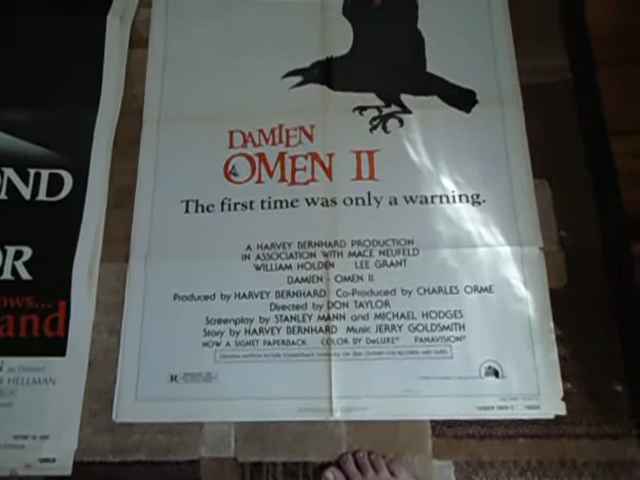 DAMIEN
OMEN II
The first time was only a warning.
A HARVEY BERNHARD PRODUCTION
IN ASSOCIATION WITH MACE NEUFELD
WILLIAM HOLDEN LEE GRANT
DAMIEN - OMEN II
Produced by HARVEY BERNHARD Co-Produced by CHARLES ORME
Directed by DON TAYLOR
Screenplay by STANLEY MANN and MICHAEL HODGES
Story by HARVEY BERNHARD Music JERRY GOLDSMITH
NOW A SIGNET PAPERBACK COLOR BY DeLUXE® PANAVISION®
R
OND
OR
ows...
and
HELLMAN